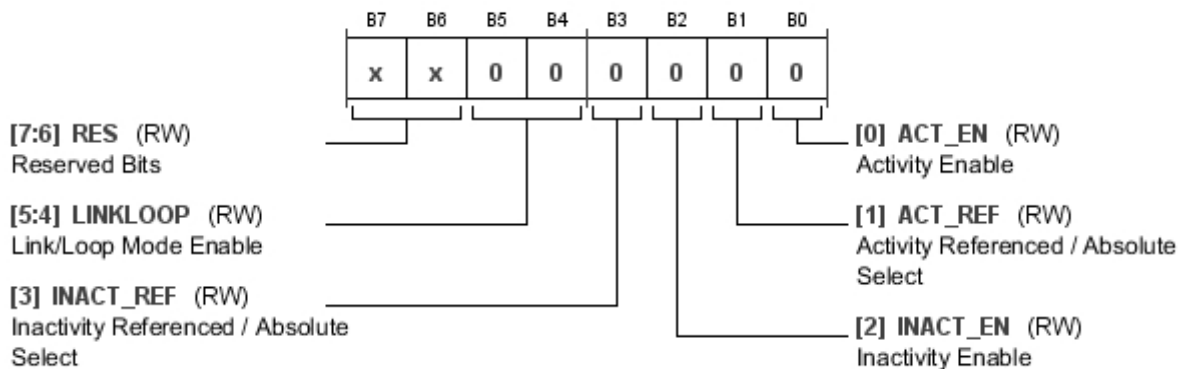 B7 B6 B5 B4 B3 B2 B1 B0
x x 0 0 0 0 0 0
[7:6] RES (RW)
Reserved Bits
[5:4] LINKLOOP (RW)
Link/Loop Mode Enable
[3] INACT_REF (RW)
Inactivity Referenced / Absolute
Select
[0] ACT_EN (RW)
Activity Enable
[1] ACT_REF (RW)
Activity Referenced / Absolute
Select
[2] INACT_EN (RW)
Inactivity Enable